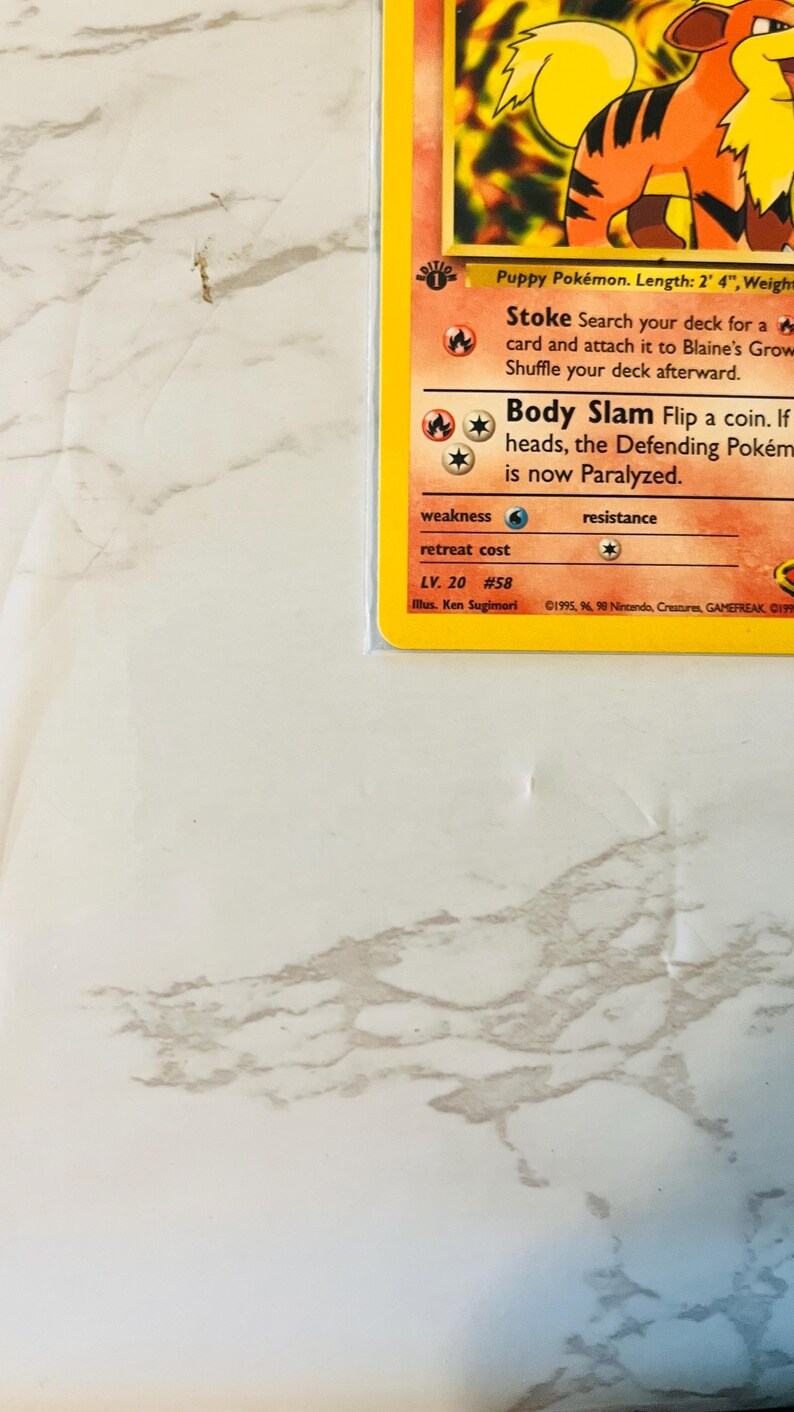 EDITION 1
Puppy Pokémon. Length: 2' 4", Weight
Stoke Search your deck for a
card and attach it to Blaine's Grow
Shuffle your deck afterward.
Body Slam Flip a coin. If
heads, the Defending Pokém
is now Paralyzed.
weakness resistance
retreat cost
LV. 20 #58
Illus. Ken Sugimori ©1995, 96, 98 Nintendo, Creatures, GAMEFREAK. ©199